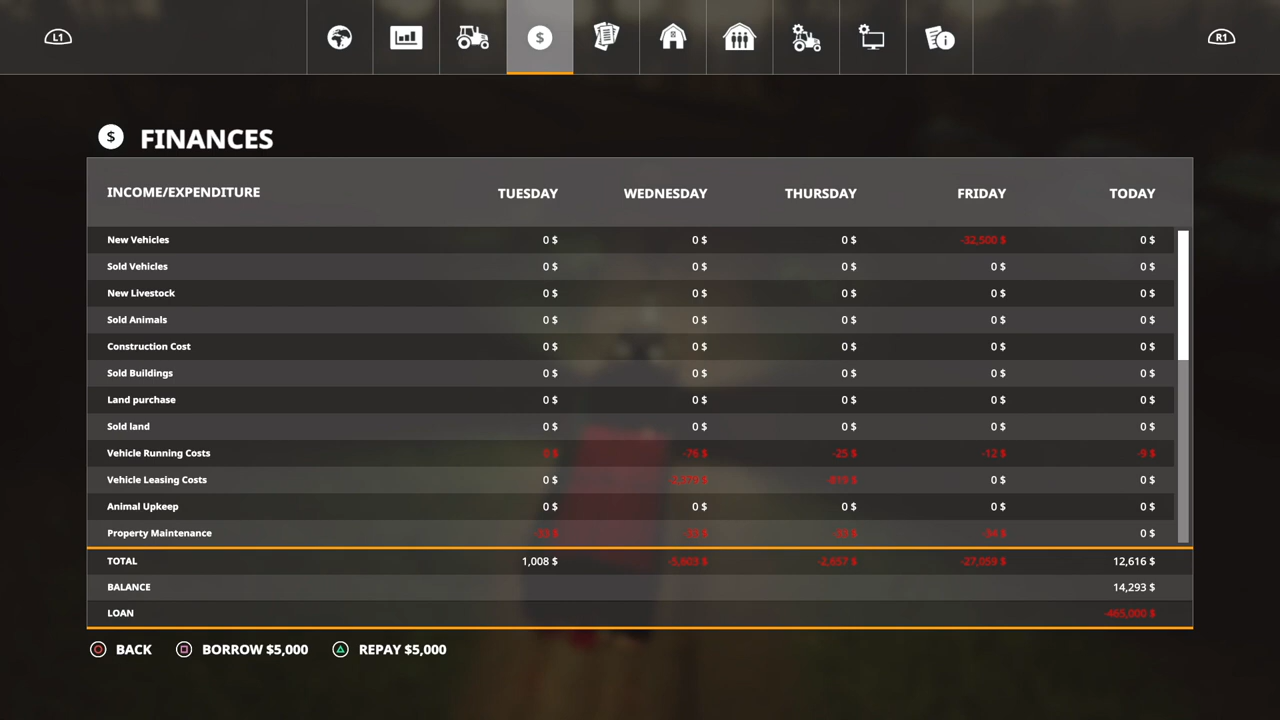 L1 $ R1
$ FINANCES
INCOME/EXPENDITURE TUESDAY WEDNESDAY THURSDAY FRIDAY TODAY
New Vehicles 0 $ 0 $ 0 $ -32,500 $ 0 $
Sold Vehicles 0 $ 0 $ 0 $ 0 $ 0 $
New Livestock 0 $ 0 $ 0 $ 0 $ 0 $
Sold Animals 0 $ 0 $ 0 $ 0 $ 0 $
Construction Cost 0 $ 0 $ 0 $ 0 $ 0 $
Sold Buildings 0 $ 0 $ 0 $ 0 $ 0 $
Land purchase 0 $ 0 $ 0 $ 0 $ 0 $
Sold land 0 $ 0 $ 0 $ 0 $ 0 $
Vehicle Running Costs $ -76 $ -25 $ -12 $ -9 $
Vehicle Leasing Costs 0 $ $ $ 0 $ 0 $
Animal Upkeep 0 $ 0 $ 0 $ 0 $ 0 $
Property Maintenance $ $ $ $ 0 $
TOTAL 1,008 $ -5,603 $ -2,657 $ -27,059 $ 12,616 $
BALANCE 14,293 $
LOAN -465,000 $
BACK BORROW $5,000 REPAY $5,000